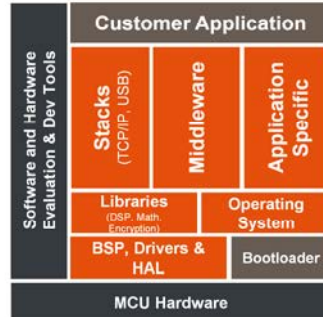 Customer Application
Software and Hardware
Evaluation & Dev Tools
Stacks
(TCP/IP, USB)
Middleware
Application
Specific
Libraries
(DSP. Math.
Encryption)
Operating
System
BSP, Drivers &
HAL
Bootloader
MCU Hardware